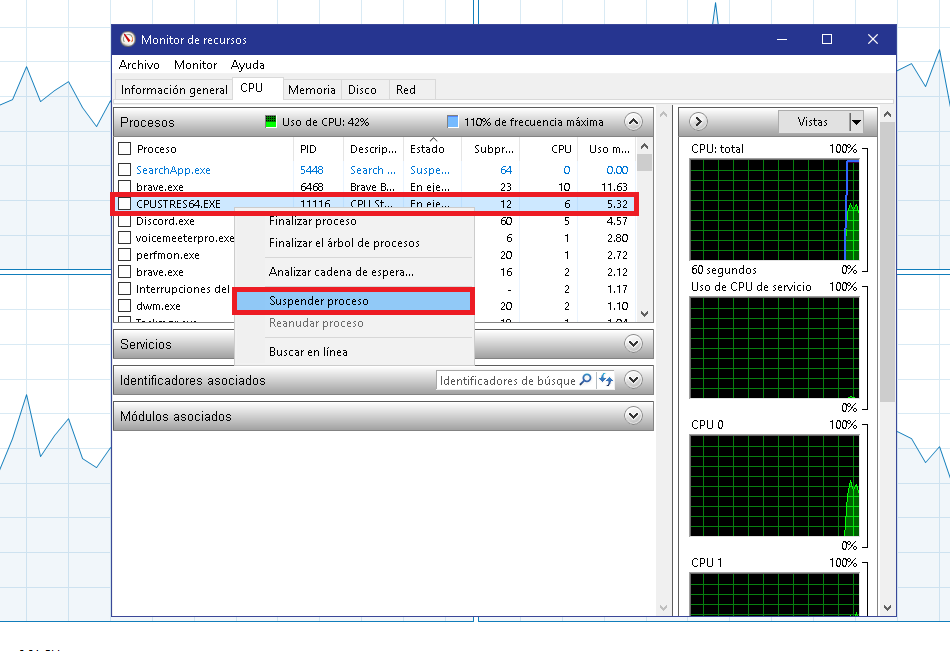 Monitor de recursos
Archivo Monitor Ayuda
Información general CPU Memoria Disco Red
Procesos Uso de CPU: 42% 110% de frecuencia máxima
Proceso PID Descrip... Estado Subpr... CPU Uso m...
SearchApp.exe 5448 Search ... Suspe... 64 0 0.00
brave.exe 6468 Brave B... En eje... 23 10 11.63
CPUSTRES64.EXE 11116 CPU St... En eje... 12 6 5.32
Discord.exe 60 5 4.57
voicemeeterpro.exe 6 1 2.80
perfmon.exe 20 1 2.72
brave.exe 16 2 2.12
Interrupciones del - 2 1.17
dwm.exe 20 2 1.10
Finalizar proceso
Finalizar el árbol de procesos
Analizar cadena de espera...
Suspender proceso
Reanudar proceso
Buscar en línea
Servicios
Identificadores asociados Identificadores de búsque
Módulos asociados
Vistas
CPU: total 100%
60 segundos 0%
Uso de CPU de servicio 100%
0%
CPU 0 100%
0%
CPU 1 100%